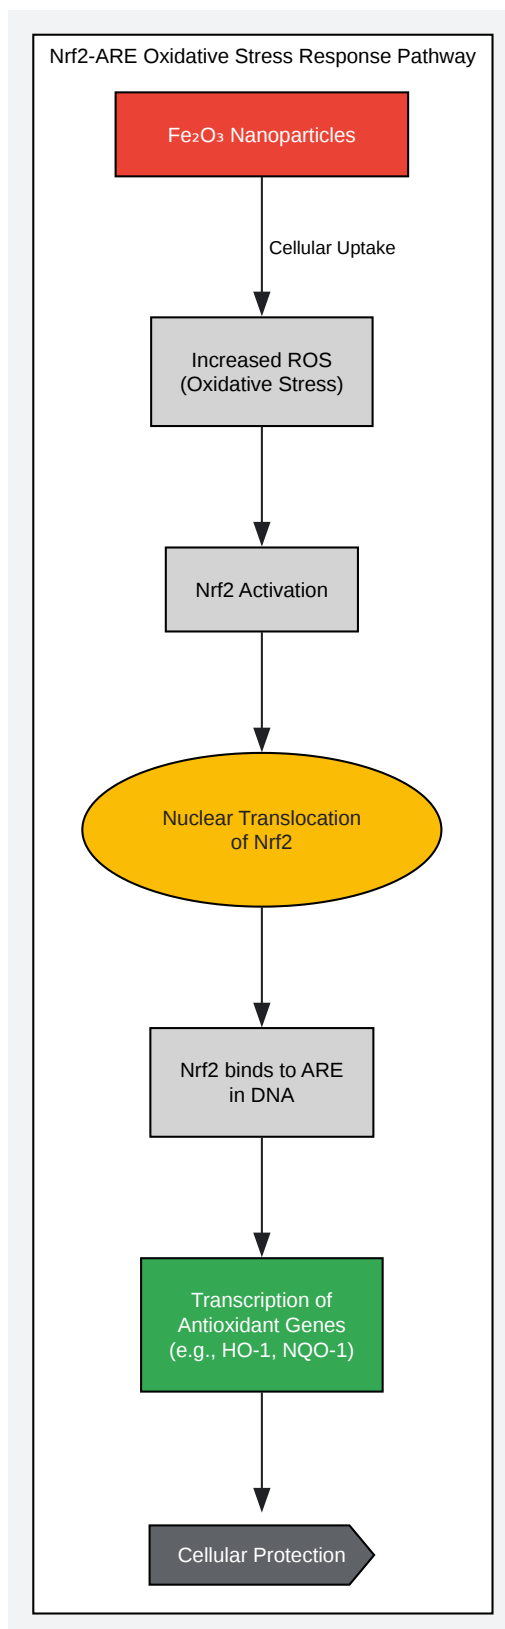 Nrf2-ARE Oxidative Stress Response Pathway
Fe₂O₃ Nanoparticles
Cellular Uptake
Increased ROS
(Oxidative Stress)
Nrf2 Activation
Nuclear Translocation
of Nrf2
Nrf2 binds to ARE
in DNA
Transcription of
Antioxidant Genes
(e.g., HO-1, NQO-1)
Cellular Protection